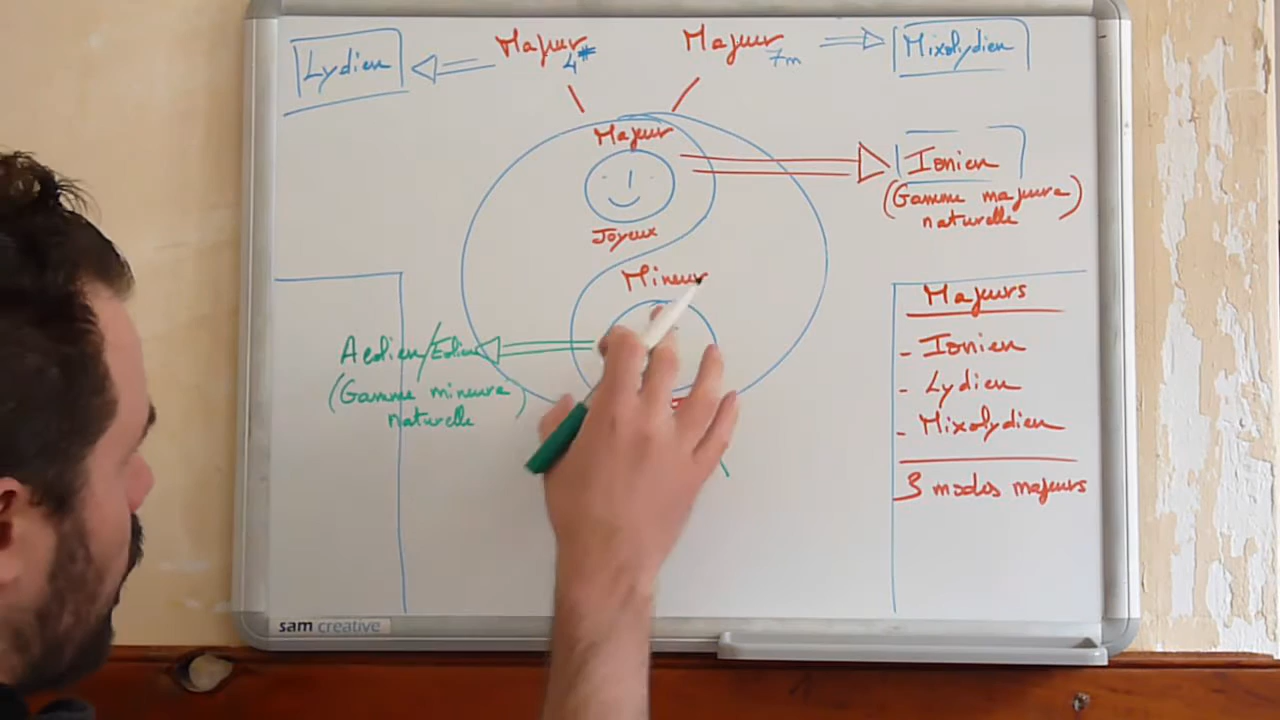 Lydien
Majeur
4#
Majeur
7m
Mixolydien
Majeur
Joyeux
Ionien
(Gamme majeure
naturelle)
Mineur
Aeolien/Eolien
(Gamme mineure
naturelle)
Majeurs
- Ionien
- Lydien
- Mixolydien
3 modes majeurs
sam creative